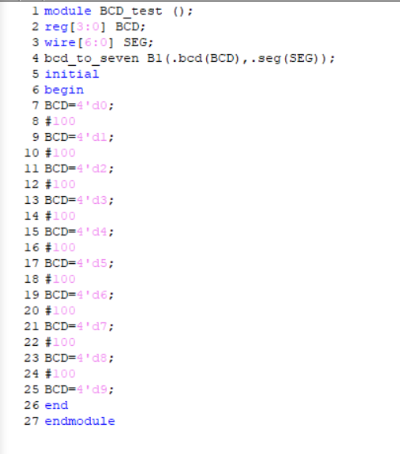 1 module BCD_test ();
2 reg[3:0] BCD;
3 wire[6:0] SEG;
4 bcd_to_seven B1(.bcd(BCD),.seg(SEG));
5 initial
6 begin
7 BCD=4'd0;
8 #100
9 BCD=4'd1;
10 #100
11 BCD=4'd2;
12 #100
13 BCD=4'd3;
14 #100
15 BCD=4'd4;
16 #100
17 BCD=4'd5;
18 #100
19 BCD=4'd6;
20 #100
21 BCD=4'd7;
22 #100
23 BCD=4'd8;
24 #100
25 BCD=4'd9;
26 end
27 endmodule